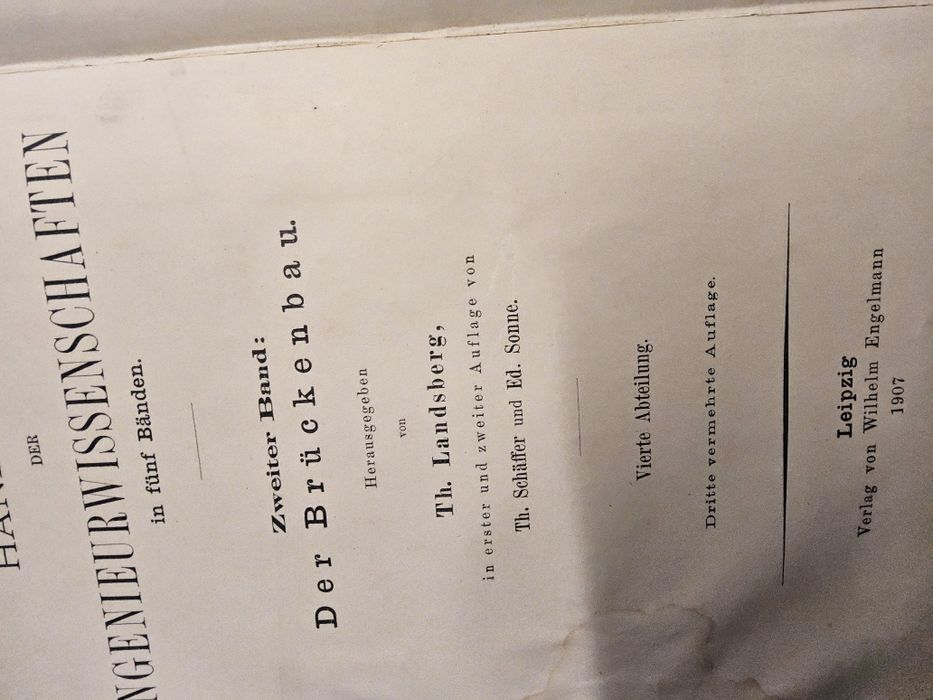 DER
NGENIEURWISSENSCHAFTEN
in fünf Bänden.
Zweiter Band:
Der Brückenbau.
Herausgegeben
von
Th. Landsberg,
in erster und zweiter Auflage von
Th. Schäffer und Ed. Sonne.
Vierte Abteilung.
Dritte vermehrte Auflage.
Leipzig
Verlag von Wilhelm Engelmann
1907